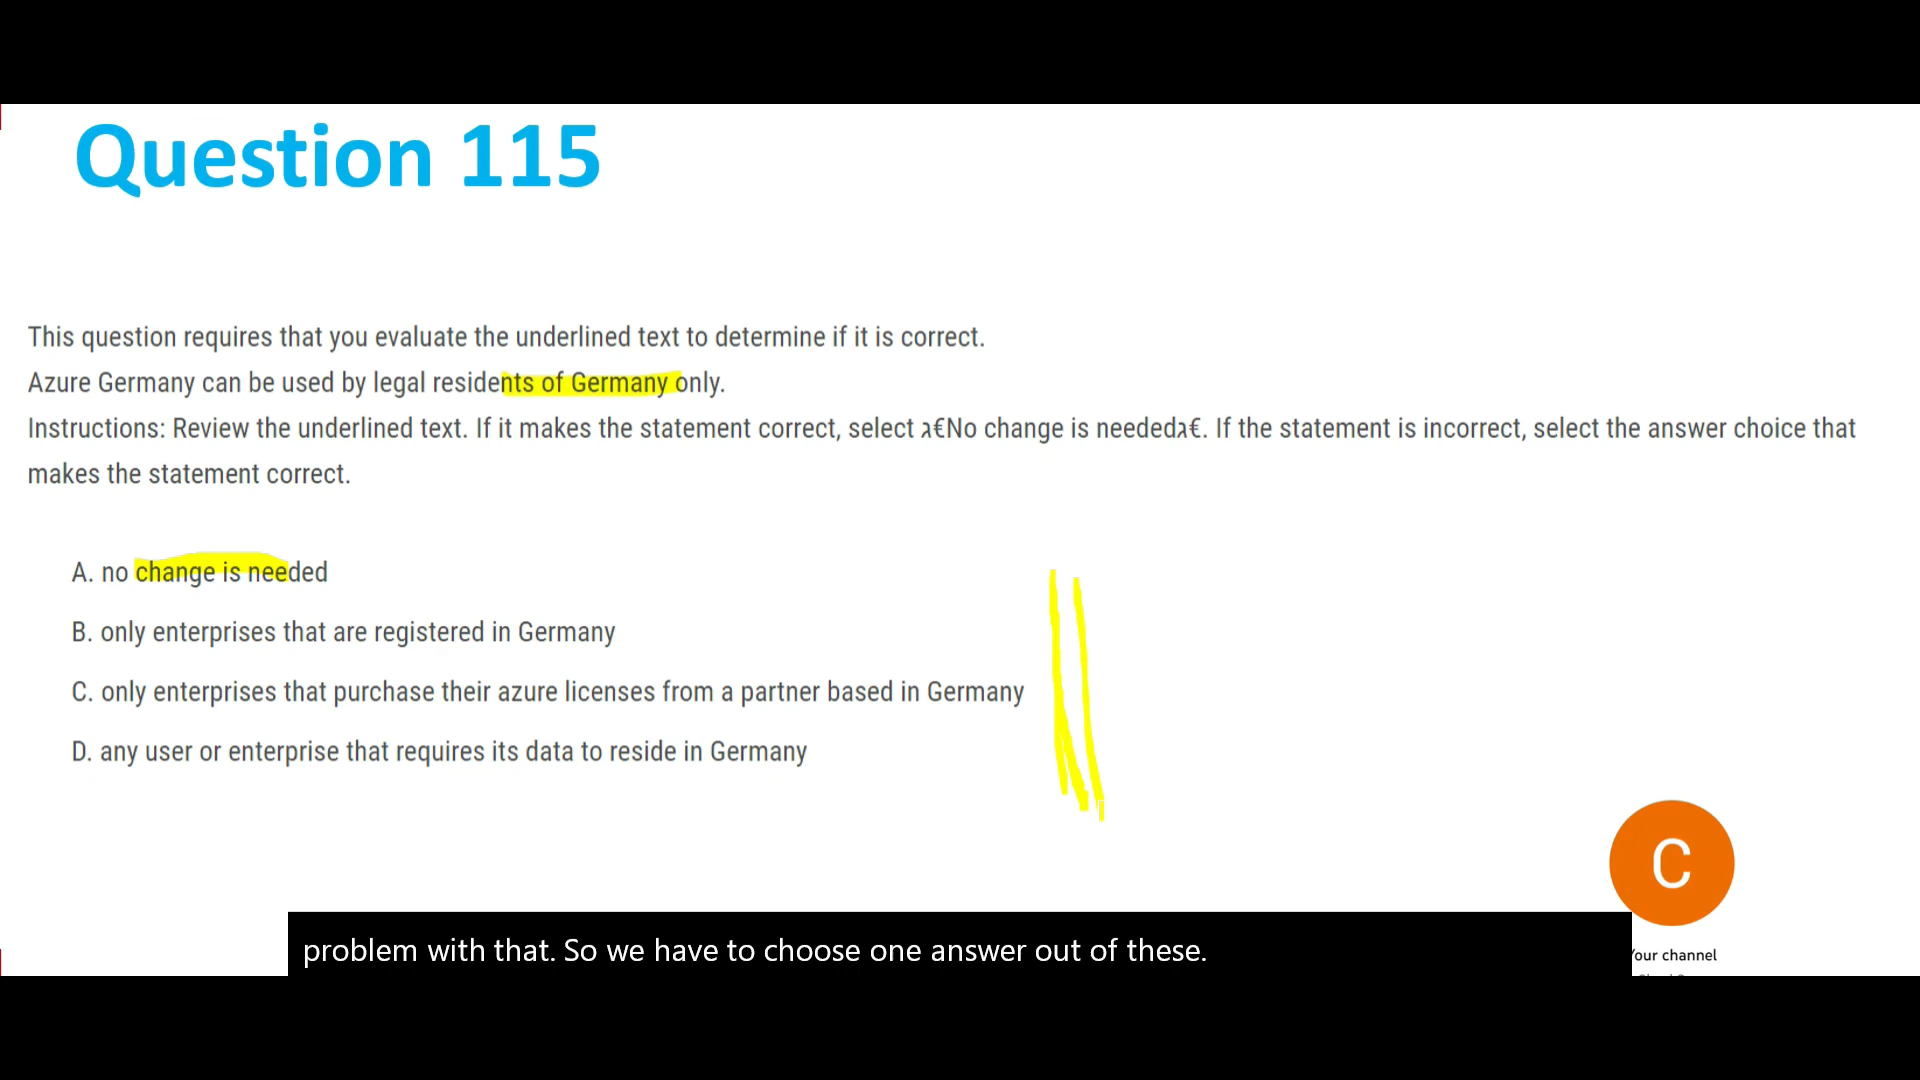 Question 115
This question requires that you evaluate the underlined text to determine if it is correct.
Azure Germany can be used by legal residents of Germany only.
Instructions: Review the underlined text. If it makes the statement correct, select ג€No change is neededג€. If the statement is incorrect, select the answer choice that
makes the statement correct.
A. no change is needed
B. only enterprises that are registered in Germany
C. only enterprises that purchase their azure licenses from a partner based in Germany
D. any user or enterprise that requires its data to reside in Germany
C
problem with that. So we have to choose one answer out of these.
Your channel